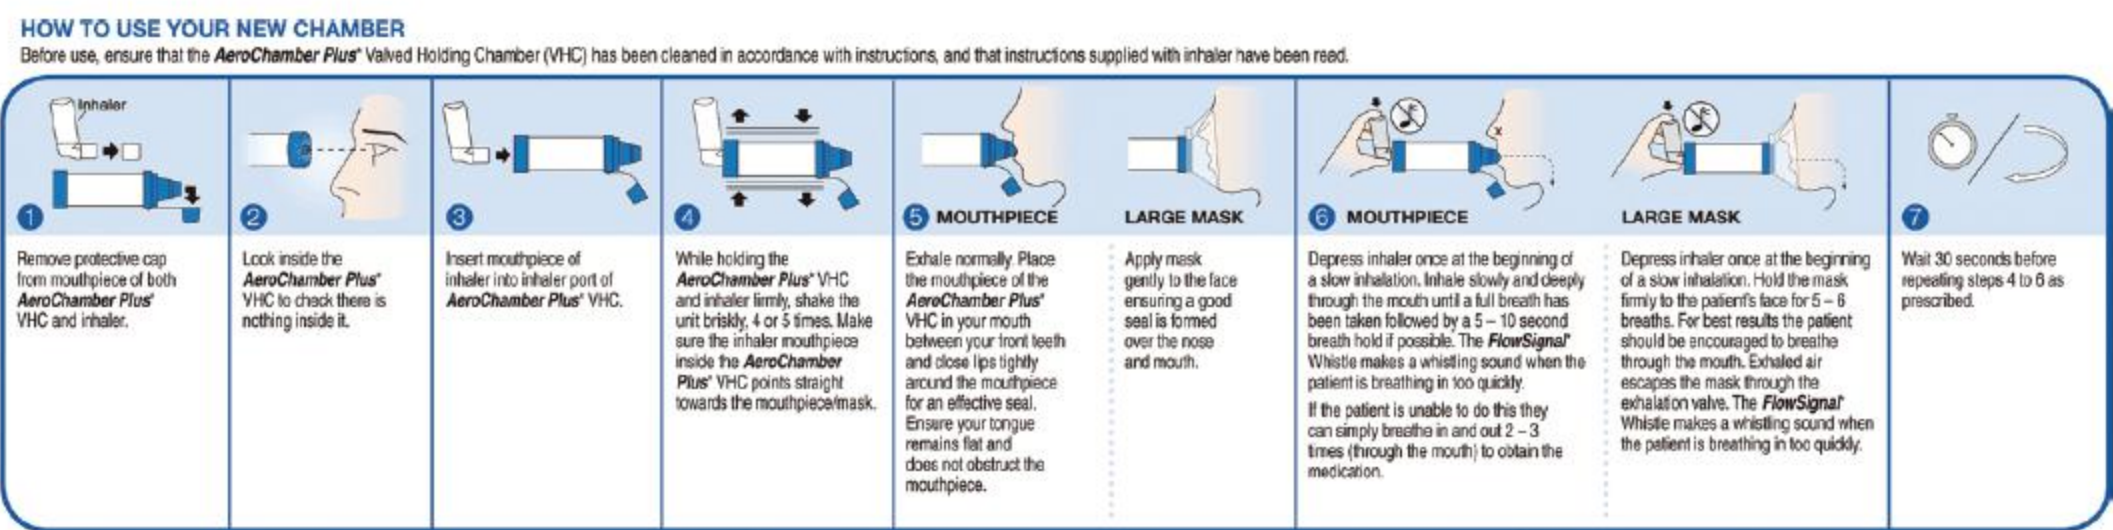 HOW TO USE YOUR NEW CHAMBER
Before use, ensure that the AeroChamber Plus* Valved Holding Chamber (VHC) has been cleaned in accordance with instructions, and that instructions supplied with inhaler have been read.
Inhaler
1
Remove protective cap
from mouthpiece of both
AeroChamber Plus*
VHC and inhaler.
2
Look inside the
AeroChamber Plus*
VHC to check there is
nothing inside it.
3
Insert mouthpiece of
inhaler into inhaler port of
AeroChamber Plus* VHC.
4
While holding the
AeroChamber Plus* VHC
and inhaler firmly, shake the
unit briskly, 4 or 5 times. Make
sure the inhaler mouthpiece
inside the AeroChamber
Plus* VHC points straight
towards the mouthpiece/mask.
5 MOUTHPIECE
Exhale normally. Place
the mouthpiece of the
AeroChamber Plus*
VHC in your mouth
between your front teeth
and close lips tightly
around the mouthpiece
for an effective seal.
Ensure your tongue
remains flat and
does not obstruct the
mouthpiece.
LARGE MASK
Apply mask
gently to the face
ensuring a good
seal is formed
over the nose
and mouth.
x
6 MOUTHPIECE
Depress inhaler once at the beginning of
a slow inhalation. Inhale slowly and deeply
through the mouth until a full breath has
been taken followed by a 5 – 10 second
breath hold if possible. The FlowSignal*
Whistle makes a whistling sound when the
patient is breathing in too quickly.
If the patient is unable to do this they
can simply breathe in and out 2 – 3
times (through the mouth) to obtain the
medication.
LARGE MASK
Depress inhaler once at the beginning
of a slow inhalation. Hold the mask
firmly to the patient's face for 5 – 6
breaths. For best results the patient
should be encouraged to breathe
through the mouth. Exhaled air
escapes the mask through the
exhalation valve. The FlowSignal*
Whistle makes a whistling sound when
the patient is breathing in too quickly.
7
Wait 30 seconds before
repeating steps 4 to 6 as
prescribed.